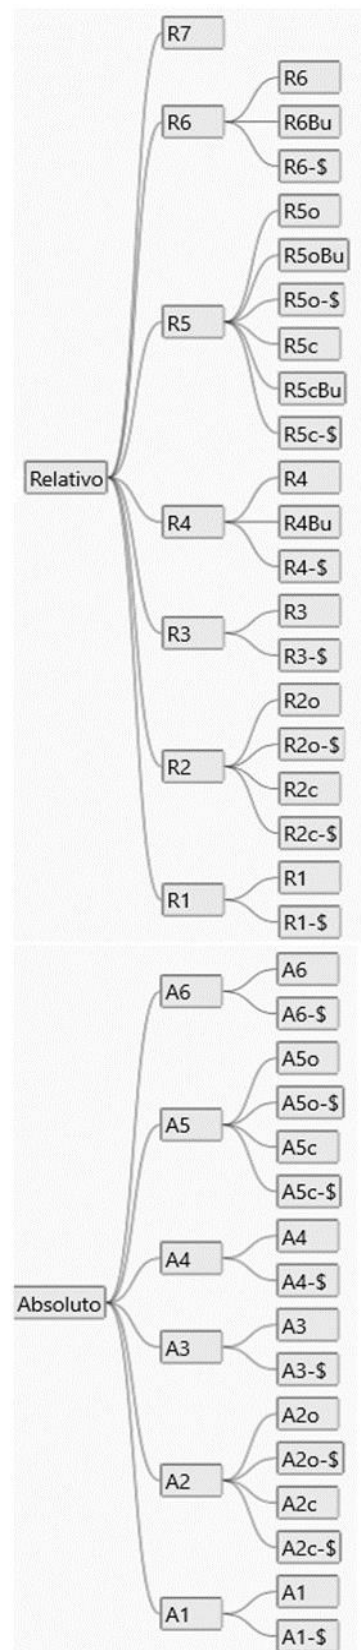 R7
R6
R6
R6Bu
R6-$
R5
R5o
R5oBu
R5o-$
R5c
R5cBu
R5c-$
Relativo
R4
R4
R4Bu
R4-$
R3
R3
R3-$
R2
R2o
R2o-$
R2c
R2c-$
R1
R1
R1-$
A6
A6
A6-$
A5
A5o
A5o-$
A5c
A5c-$
Absoluto
A4
A4
A4-$
A3
A3
A3-$
A2
A2o
A2o-$
A2c
A2c-$
A1
A1
A1-$